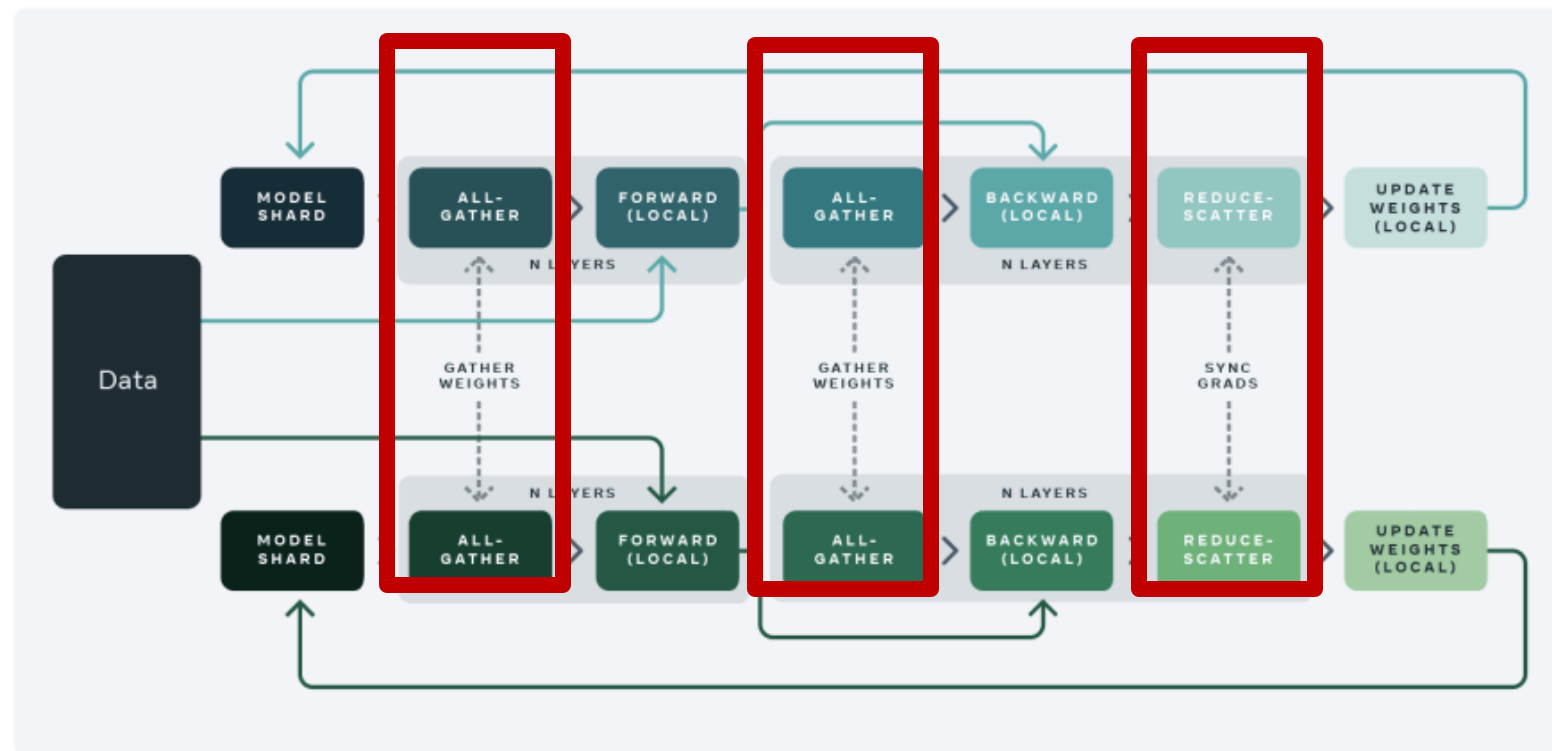 MODEL
SHARD
ALL-
GATHER
FORWARD
(LOCAL)
ALL-
GATHER
BACKWARD
(LOCAL)
REDUCE-
SCATTER
UPDATE
WEIGHTS
(LOCAL)
N LAYERS
N LAYERS
Data
GATHER
WEIGHTS
GATHER
WEIGHTS
SYNC
GRADS
N LAYERS
N LAYERS
MODEL
SHARD
ALL-
GATHER
FORWARD
(LOCAL)
ALL-
GATHER
BACKWARD
(LOCAL)
REDUCE-
SCATTER
UPDATE
WEIGHTS
(LOCAL)